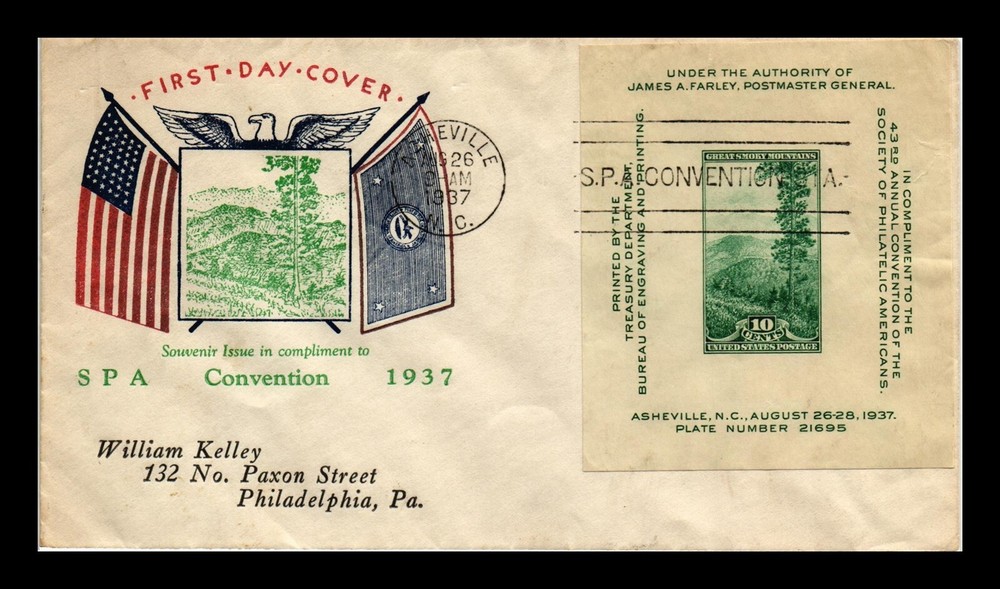 FIRST·DAY·COVER·
ASHEVILLE
AUG 26
AM
1937
N.C.
Souvenir Issue in compliment to
SPA Convention 1937
William Kelley
132 No. Paxon Street
Philadelphia, Pa.
UNDER THE AUTHORITY OF
JAMES A. FARLEY, POSTMASTER GENERAL.
PRINTED BY THE
TREASURY DEPARTMENT,
BUREAU OF ENGRAVING AND PRINTING.
S.P.A. CONVENTION
GREAT SMOKY MOUNTAINS
10
CENTS
UNITED STATES POSTAGE
IN COMPLIMENT TO THE
43RD ANNUAL CONVENTION OF THE
SOCIETY OF PHILATELIC AMERICANS.
ASHEVILLE, N.C., AUGUST 26-28, 1937.
PLATE NUMBER 21695